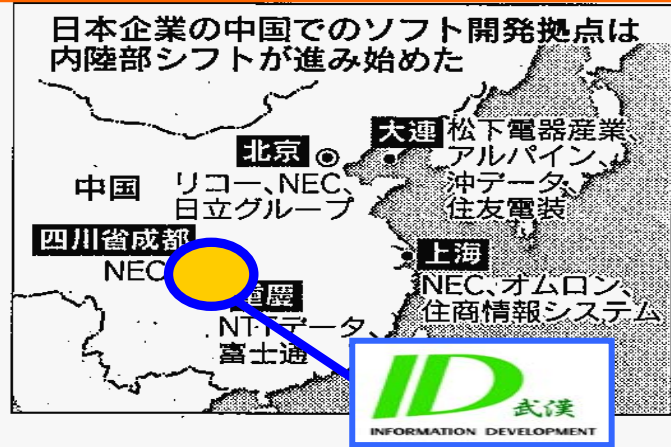 日本企業の中国でのソフト開発拠点は
内陸部シフトが進み始めた
大連
松下電器産業、
アルパイン、
沖データ、
住友電装
北京
リコー、NEC、
日立グループ
中国
四川省成都
NEC
上海
NEC、オムロン、
住商情報システム
重慶
NTTデータ、
富士通
ID
武漢
INFORMATION DEVELOPMENT